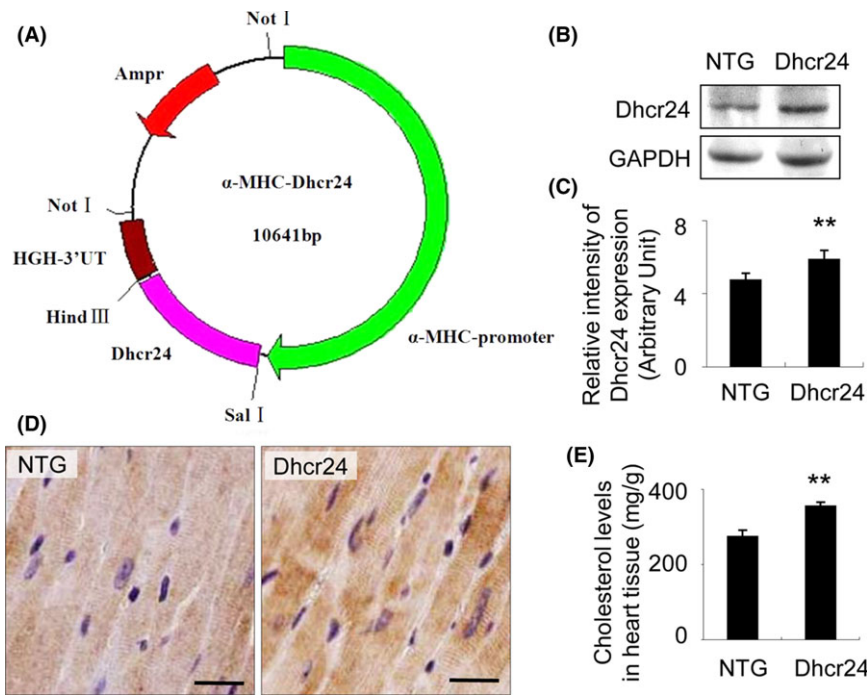 (A)
Not I
Ampr
α-MHC-Dhcr24
10641bp
Not I
HGH-3'UT
Hind III
Dhcr24
Sal I
α-MHC-promoter
(B)
NTG Dhcr24
Dhcr24
GAPDH
(C)
Relative intensity of
Dhcr24 expression
(Arbitrary Unit)
8
4
0
**
NTG Dhcr24
(D)
NTG
Dhcr24
(E)
Cholesterol levels
in heart tissue (mg/g)
400
200
0
**
NTG Dhcr24